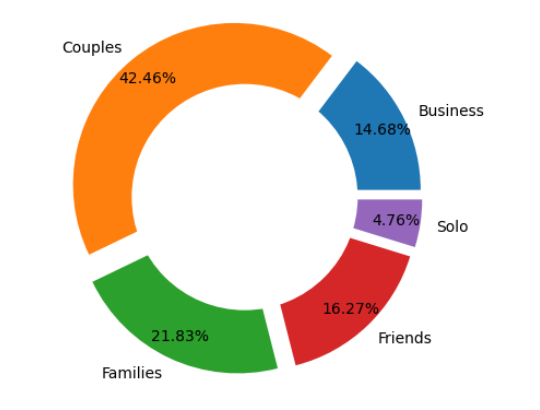 Couples
42.46%
Business
14.68%
4.76%
Solo
16.27%
Friends
21.83%
Families